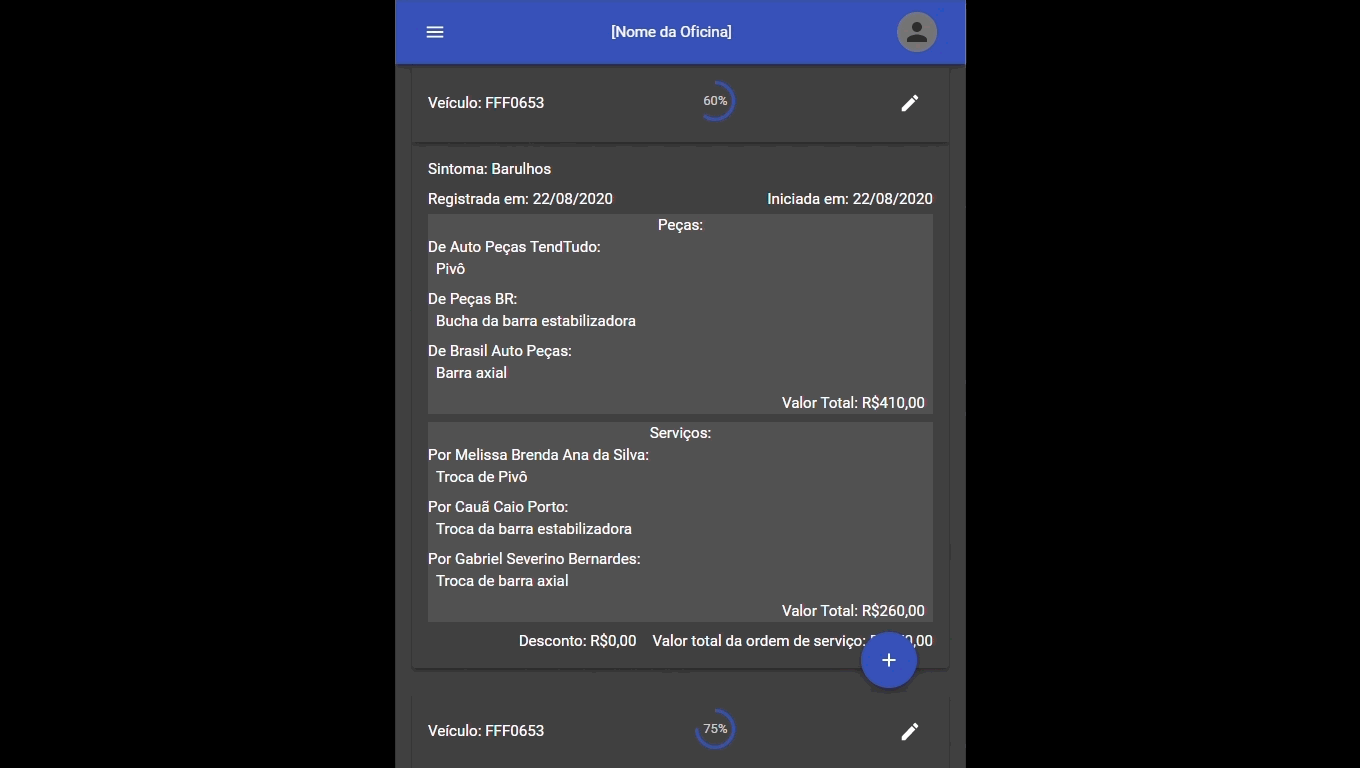 [Nome da Oficina]
Veículo: FFF0653
60%
Sintoma: Barulhos
Registrada em: 22/08/2020 Iniciada em: 22/08/2020
Peças:
De Auto Peças TendTudo:
Pivô
De Peças BR:
Bucha da barra estabilizadora
De Brasil Auto Peças:
Barra axial
Valor Total: R$410,00
Serviços:
Por Melissa Brenda Ana da Silva:
Troca de Pivô
Por Cauã Caio Porto:
Troca da barra estabilizadora
Por Gabriel Severino Bernardes:
Troca de barra axial
Valor Total: R$260,00
Desconto: R$0,00 Valor total da ordem de serviço:
Veículo: FFF0653
75%